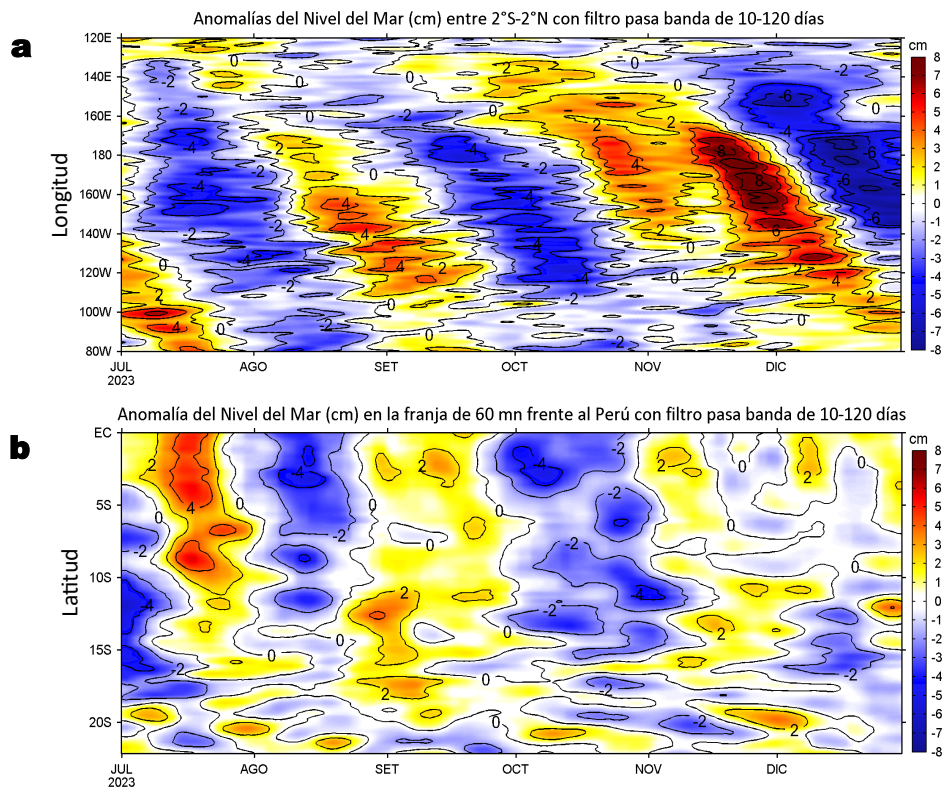 Anomalías del Nivel del Mar (cm) entre 2°S-2°N con filtro pasa banda de 10-120 días
a
Longitud
120E
140E
160E
180
160W
140W
120W
100W
80W
JUL
2023
AGO
SET
OCT
NOV
DIC
cm
8
7
6
5
4
3
2
1
0
-1
-2
-3
-4
-5
-6
-7
-8
Anomalía del Nivel del Mar (cm) en la franja de 60 mn frente al Perú con filtro pasa banda de 10-120 días
b
Latitud
EC
5S
10S
15S
20S
JUL
2023
AGO
SET
OCT
NOV
DIC
cm
8
7
6
5
4
3
2
1
0
-1
-2
-3
-4
-5
-6
-7
-8